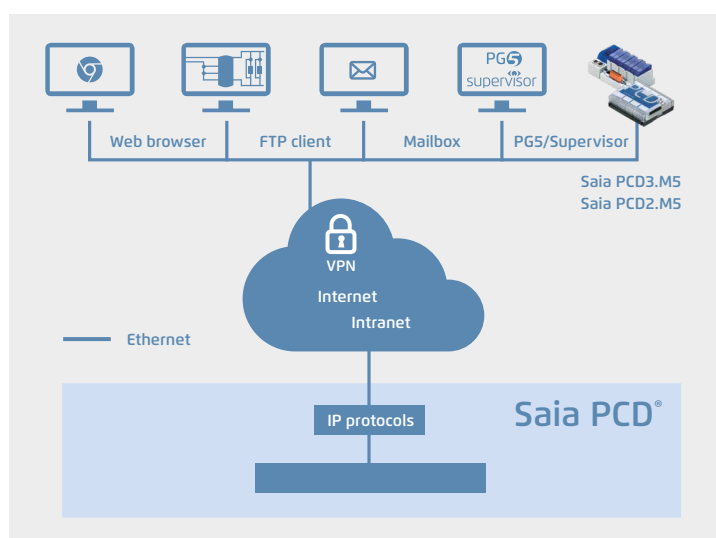 PG5
supervisor
Web browser
FTP client
Mailbox
PG5/Supervisor
Saia PCD3.M5
Saia PCD2.M5
VPN
Internet
Intranet
Ethernet
IP protocols
Saia PCD®